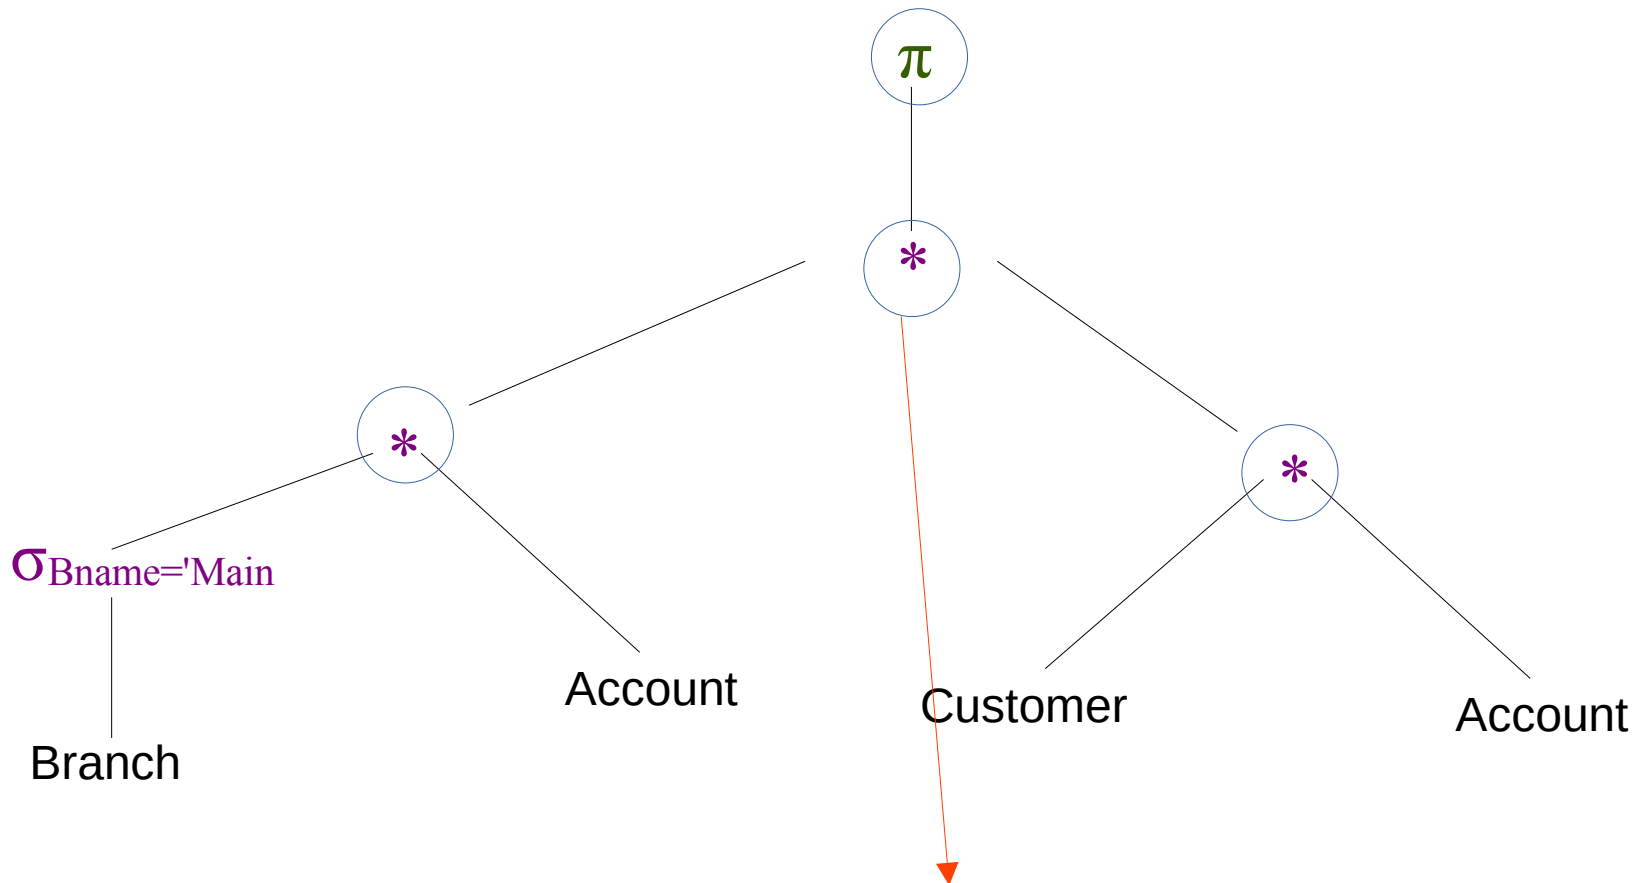 π
*
*
*
σBname='Main
Account
Customer
Account
Branch